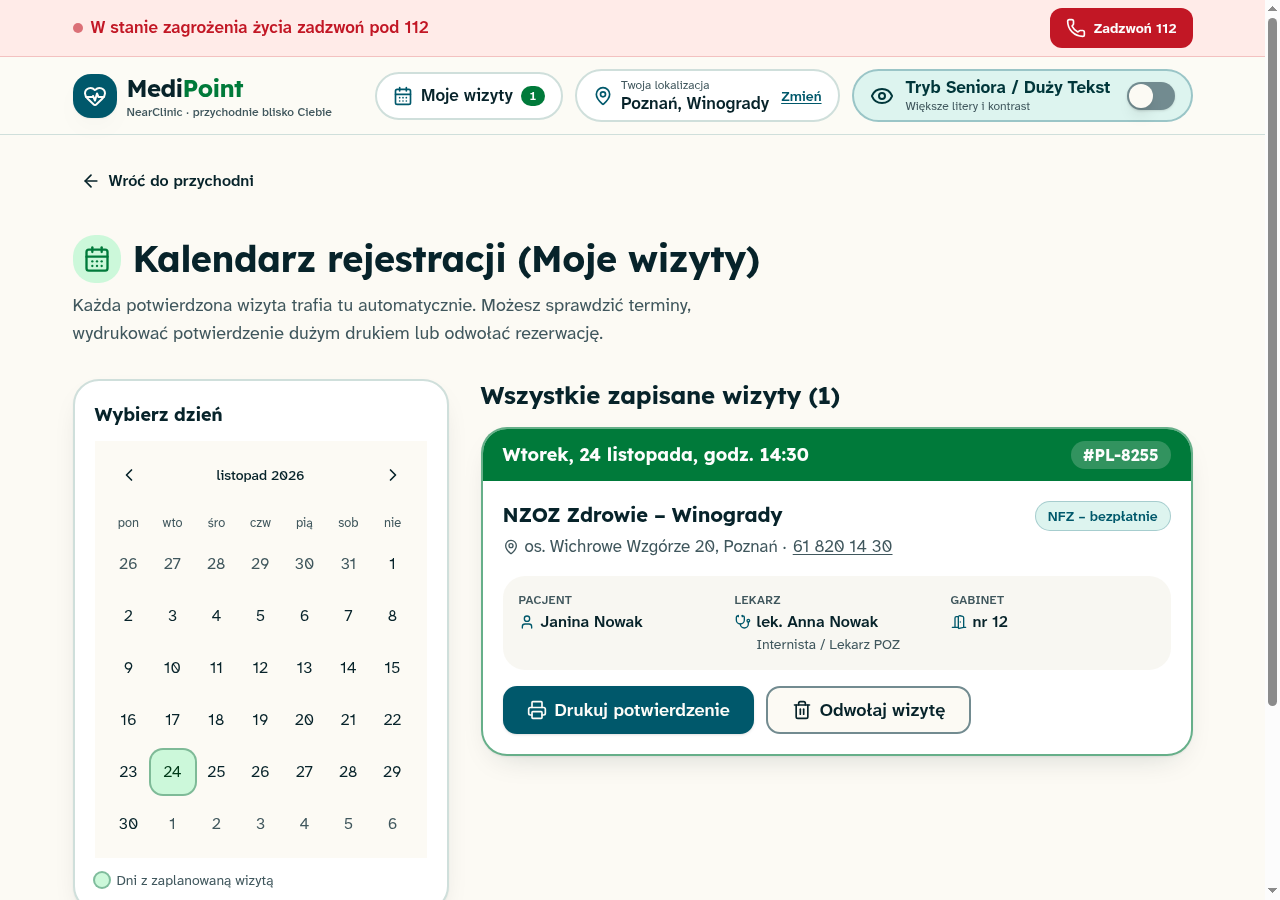 W stanie zagrożenia życia zadzwoń pod 112
Zadzwoń 112
MediPoint
NearClinic · przychodnie blisko Ciebie
Moje wizyty 1
Twoja lokalizacja
Poznań, Winogrady Zmień
Tryb Seniora / Duży Tekst
Większe litery i kontrast
Wróć do przychodni
Kalendarz rejestracji (Moje wizyty)
Każda potwierdzona wizyta trafia tu automatycznie. Możesz sprawdzić terminy,
wydrukować potwierdzenie dużym drukiem lub odwołać rezerwację.
Wybierz dzień
listopad 2026
pon wto śro czw pią sob nie
26 27 28 29 30 31 1
2 3 4 5 6 7 8
9 10 11 12 13 14 15
16 17 18 19 20 21 22
23 24 25 26 27 28 29
30 1 2 3 4 5 6
Dni z zaplanowaną wizytą
Wszystkie zapisane wizyty (1)
Wtorek, 24 listopada, godz. 14:30
#PL-8255
NZOZ Zdrowie – Winogrady
NFZ – bezpłatnie
os. Wichrowe Wzgórze 20, Poznań · 61 820 14 30
PACJENT
Janina Nowak
LEKARZ
lek. Anna Nowak
Internista / Lekarz POZ
GABINET
nr 12
Drukuj potwierdzenie
Odwołaj wizytę